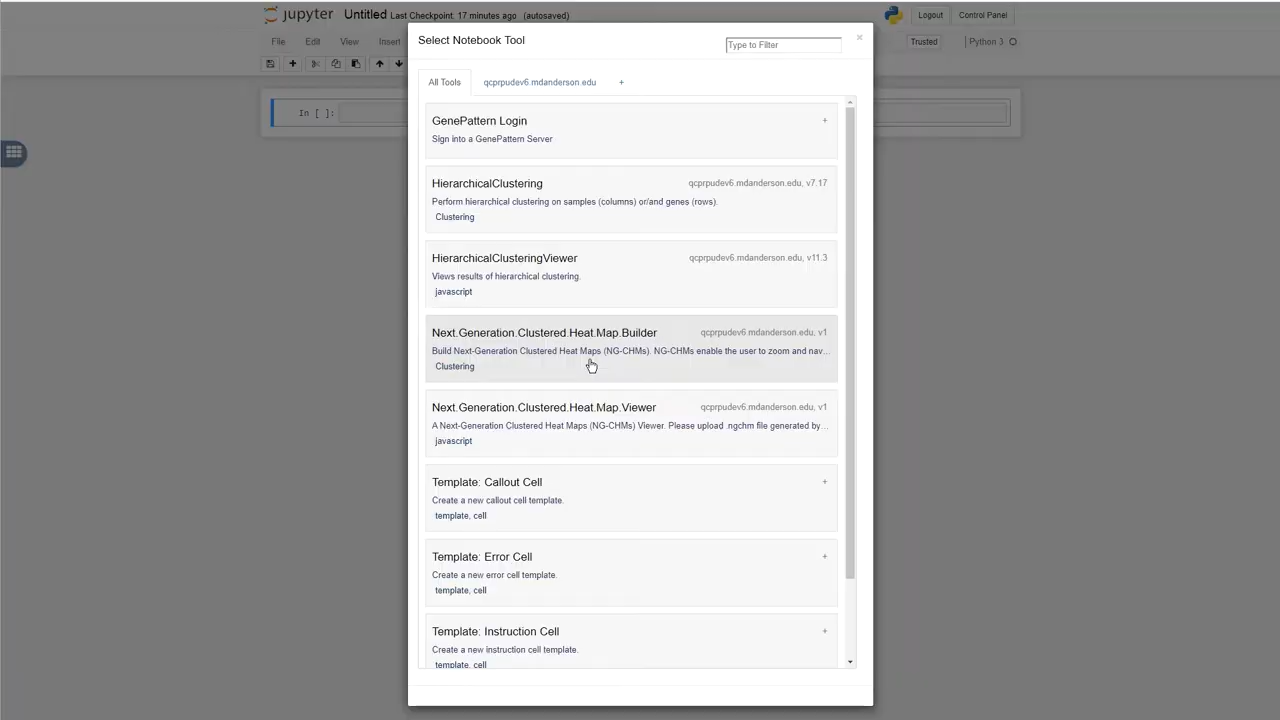 jupyter Untitled Last Checkpoint: 17 minutes ago (autosaved)
Logout Control Panel
File Edit View Insert
Trusted Python 3
In [ ]:
Select Notebook Tool
Type to Filter
×
All Tools qcprpudev6.mdanderson.edu +
GenePattern Login +
Sign into a GenePattern Server
HierarchicalClustering qcprpudev6.mdanderson.edu, v7.17
Perform hierarchical clustering on samples (columns) or/and genes (rows).
Clustering
HierarchicalClusteringViewer qcprpudev6.mdanderson.edu, v11.3
Views results of hierarchical clustering.
javascript
Next.Generation.Clustered.Heat.Map.Builder qcprpudev6.mdanderson.edu, v1
Build Next-Generation Clustered Heat Maps (NG-CHMs). NG-CHMs enable the user to zoom and nav...
Clustering
Next.Generation.Clustered.Heat.Map.Viewer qcprpudev6.mdanderson.edu, v1
A Next-Generation Clustered Heat Maps (NG-CHMs) Viewer. Please upload .ngchm file generated by...
javascript
Template: Callout Cell +
Create a new callout cell template.
template, cell
Template: Error Cell +
Create a new error cell template.
template, cell
Template: Instruction Cell +
Create a new instruction cell template.
template, cell